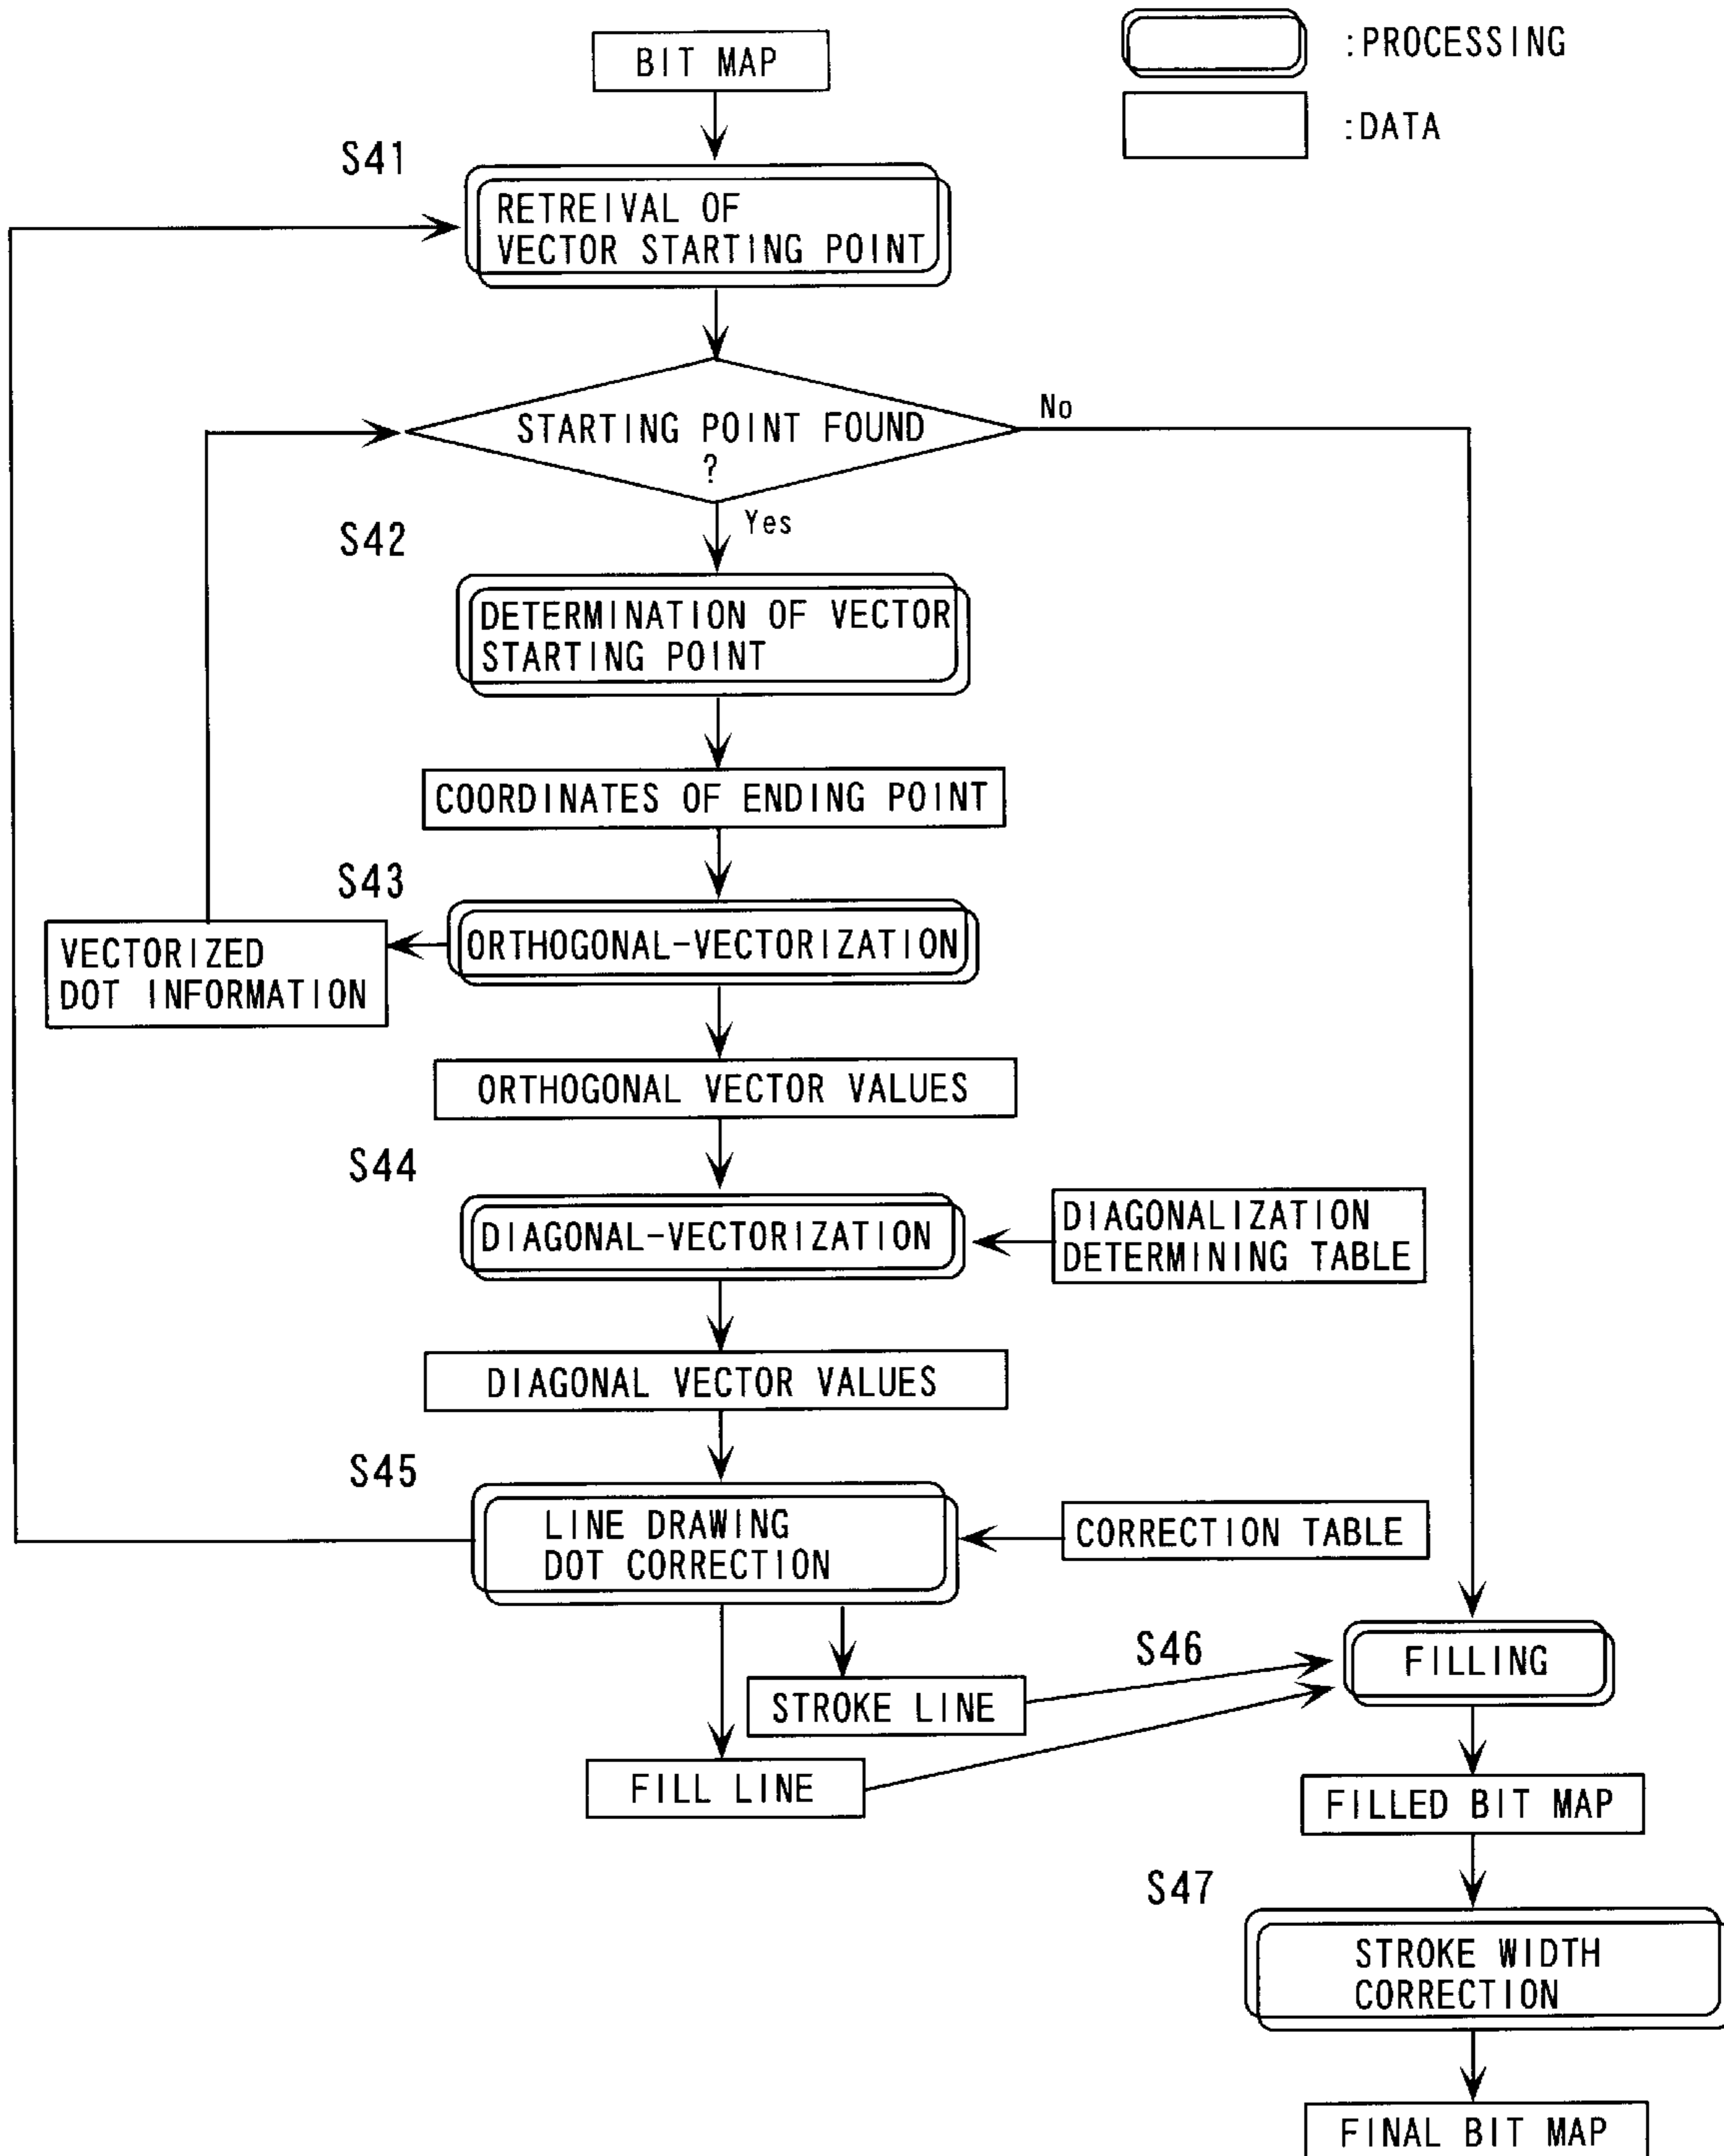 BIT MAP
:PROCESSING
:DATA
S41
RETREIVAL OF
VECTOR STARTING POINT
STARTING POINT FOUND
?
No
Yes
S42
DETERMINATION OF VECTOR
STARTING POINT
COORDINATES OF ENDING POINT
S43
ORTHOGONAL-VECTORIZATION
VECTORIZED
DOT INFORMATION
ORTHOGONAL VECTOR VALUES
S44
DIAGONAL-VECTORIZATION
DIAGONALIZATION
DETERMINING TABLE
DIAGONAL VECTOR VALUES
S45
LINE DRAWING
DOT CORRECTION
CORRECTION TABLE
S46
FILLING
STROKE LINE
FILL LINE
FILLED BIT MAP
S47
STROKE WIDTH
CORRECTION
FINAL BIT MAP